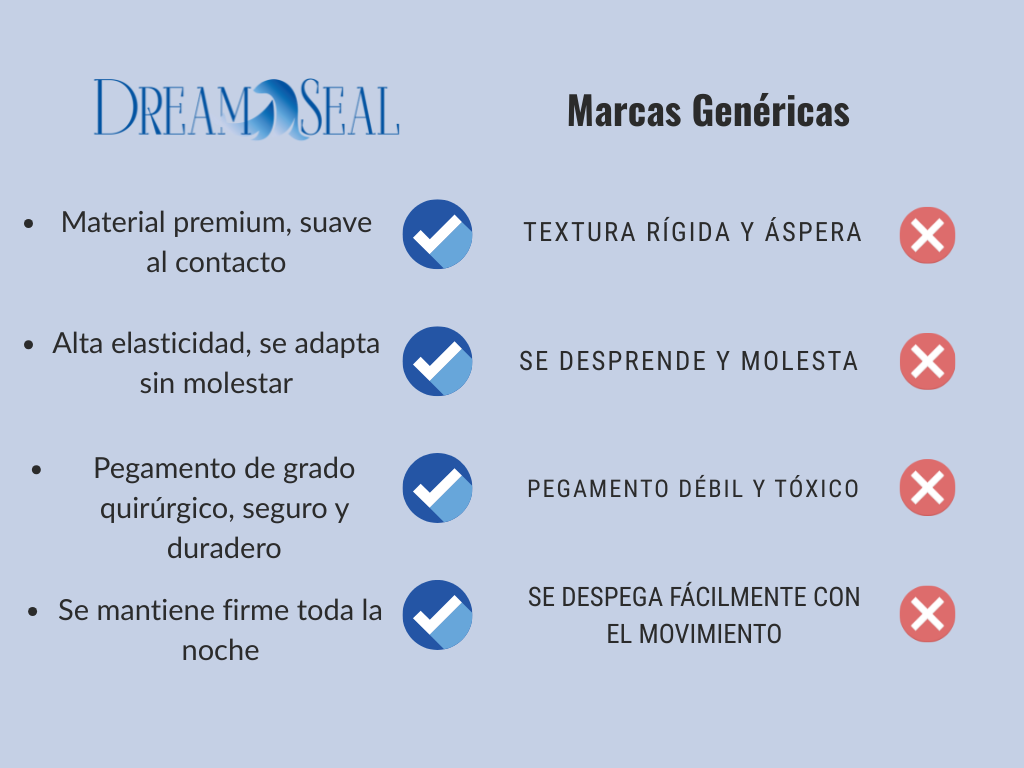 DREAM SEAL
Marcas Genéricas
• Material premium, suave
al contacto
TEXTURA RÍGIDA Y ÁSPERA
• Alta elasticidad, se adapta
sin molestar
SE DESPRENDE Y MOLESTA
• Pegamento de grado
quirúrgico, seguro y
duradero
PEGAMENTO DÉBIL Y TÓXICO
• Se mantiene firme toda la
noche
SE DESPEGA FÁCILMENTE CON
EL MOVIMIENTO